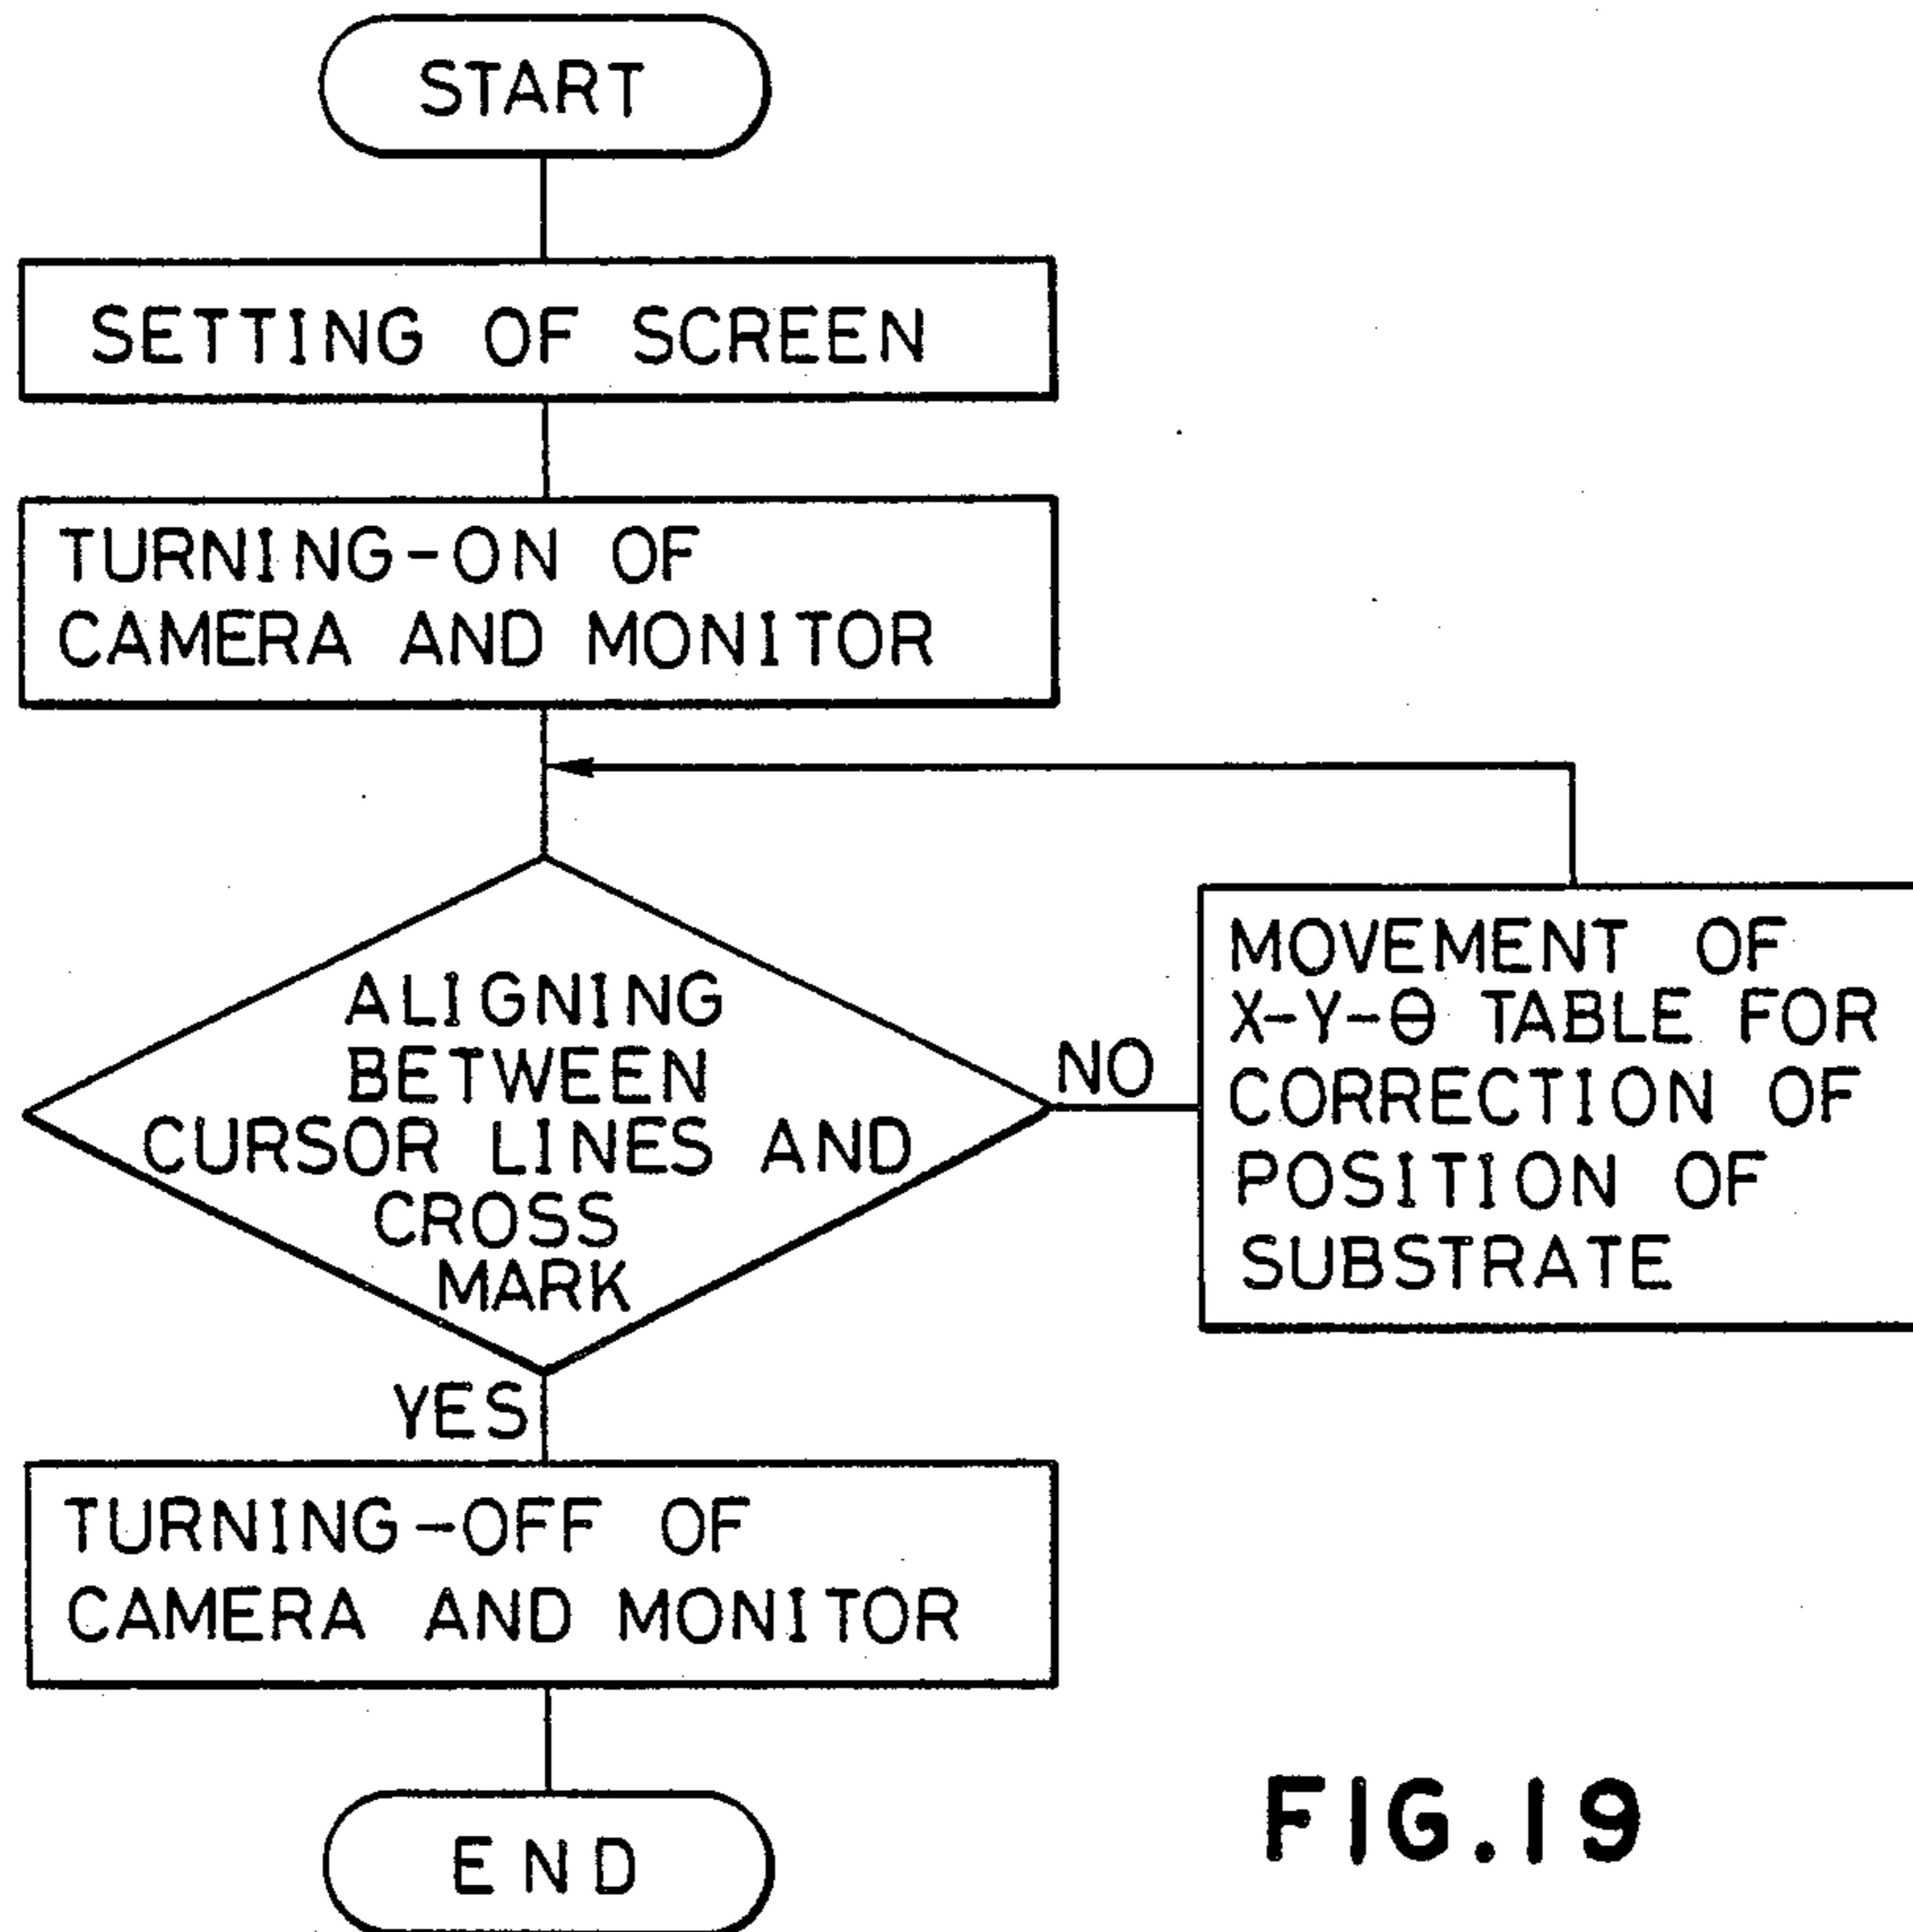 START
SETTING OF SCREEN
TURNING-ON OF
CAMERA AND MONITOR
ALIGNING
BETWEEN
CURSOR LINES AND
CROSS
MARK
NO
MOVEMENT OF
X-Y-Θ TABLE FOR
CORRECTION OF
POSITION OF
SUBSTRATE
YES
TURNING-OFF OF
CAMERA AND MONITOR
END
FIG.19